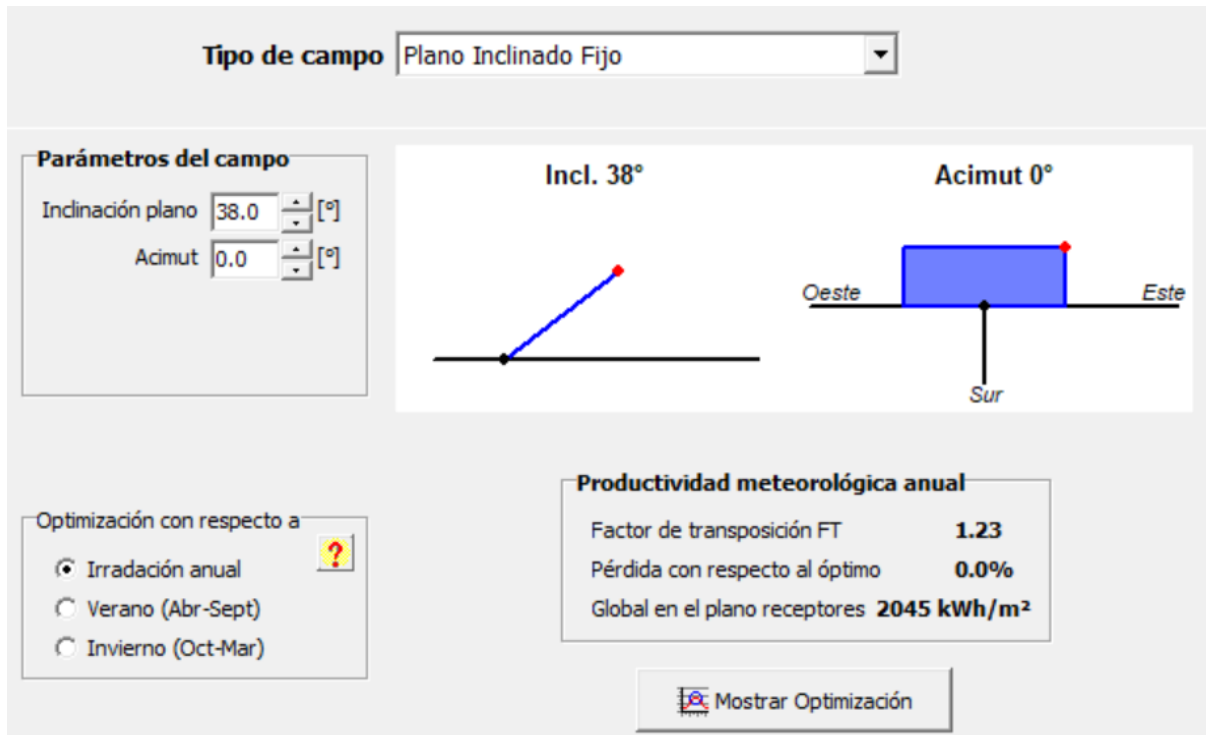 Tipo de campo Plano Inclinado Fijo
Parámetros del campo
Inclinación plano 38.0 [º]
Acimut 0.0 [º]
Incl. 38°
Acimut 0°
Oeste
Este
Sur
Optimización con respecto a
?
Irradación anual
Verano (Abr-Sept)
Invierno (Oct-Mar)
Productividad meteorológica anual
Factor de transposición FT 1.23
Pérdida con respecto al óptimo 0.0%
Global en el plano receptores 2045 kWh/m²
Mostrar Optimización